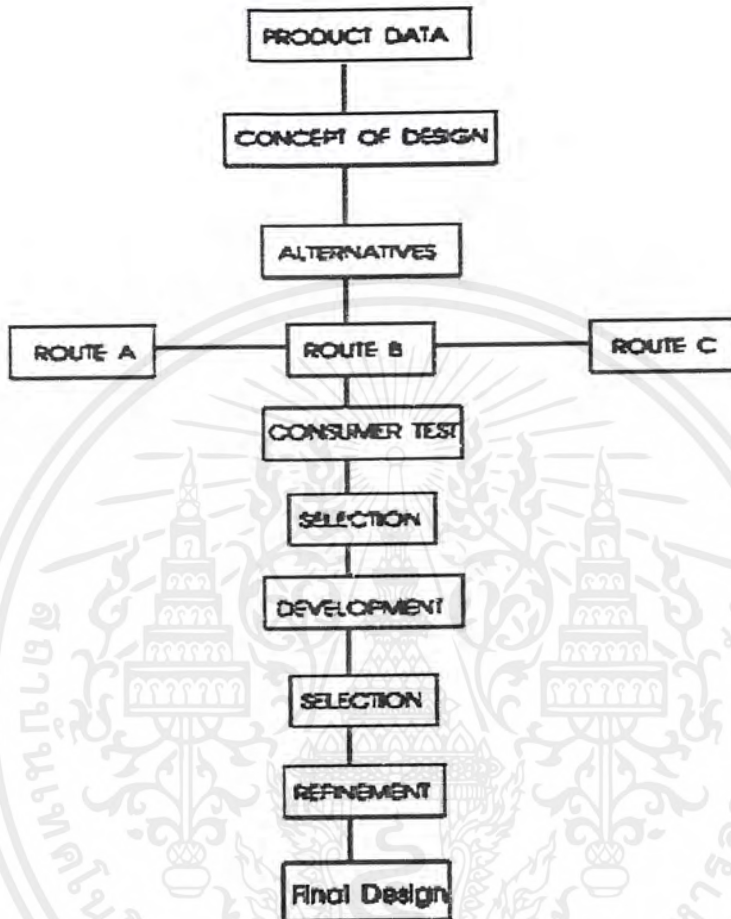 PRODUCT DATA
CONCEPT OF DESIGN
ALTERNATIVES
ROUTE A
ROUTE B
ROUTE C
CONSUMER TEST
SELECTION
DEVELOPMENT
SELECTION
REFINEMENT
Final Design